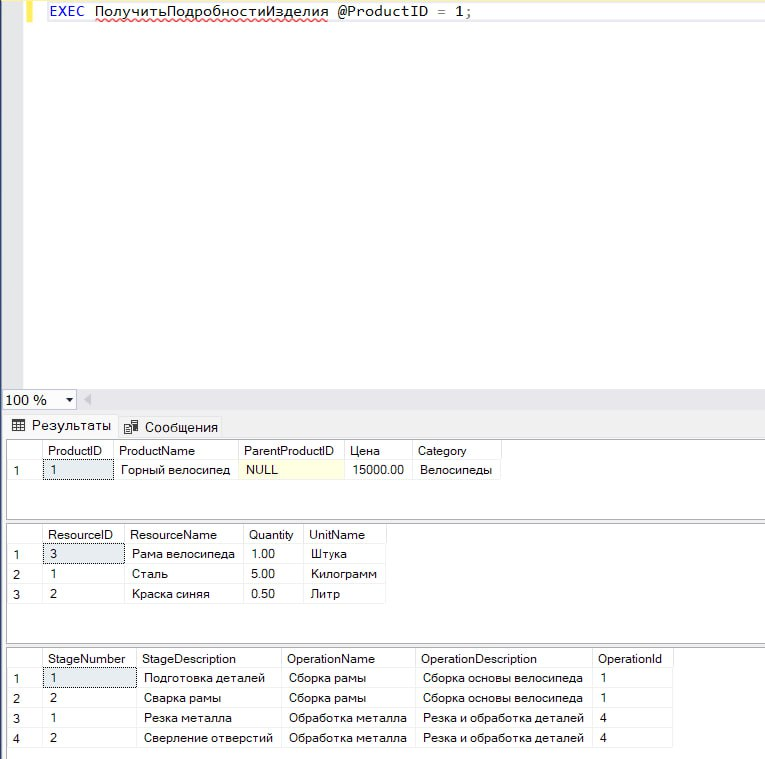 EXEC ПолучитьПодробностиИзделия @ProductID = 1;
100 %
Результаты Сообщения
ProductID ProductName ParentProductID Цена Category
1 1 Горный велосипед NULL 15000.00 Велосипеды
ResourceID ResourceName Quantity UnitName
1 3 Рама велосипеда 1.00 Штука
2 1 Сталь 5.00 Килограмм
3 2 Краска синяя 0.50 Литр
StageNumber StageDescription OperationName OperationDescription OperationId
1 1 Подготовка деталей Сборка рамы Сборка основы велосипеда 1
2 2 Сварка рамы Сборка рамы Сборка основы велосипеда 1
3 1 Резка металла Обработка металла Резка и обработка деталей 4
4 2 Сверление отверстий Обработка металла Резка и обработка деталей 4